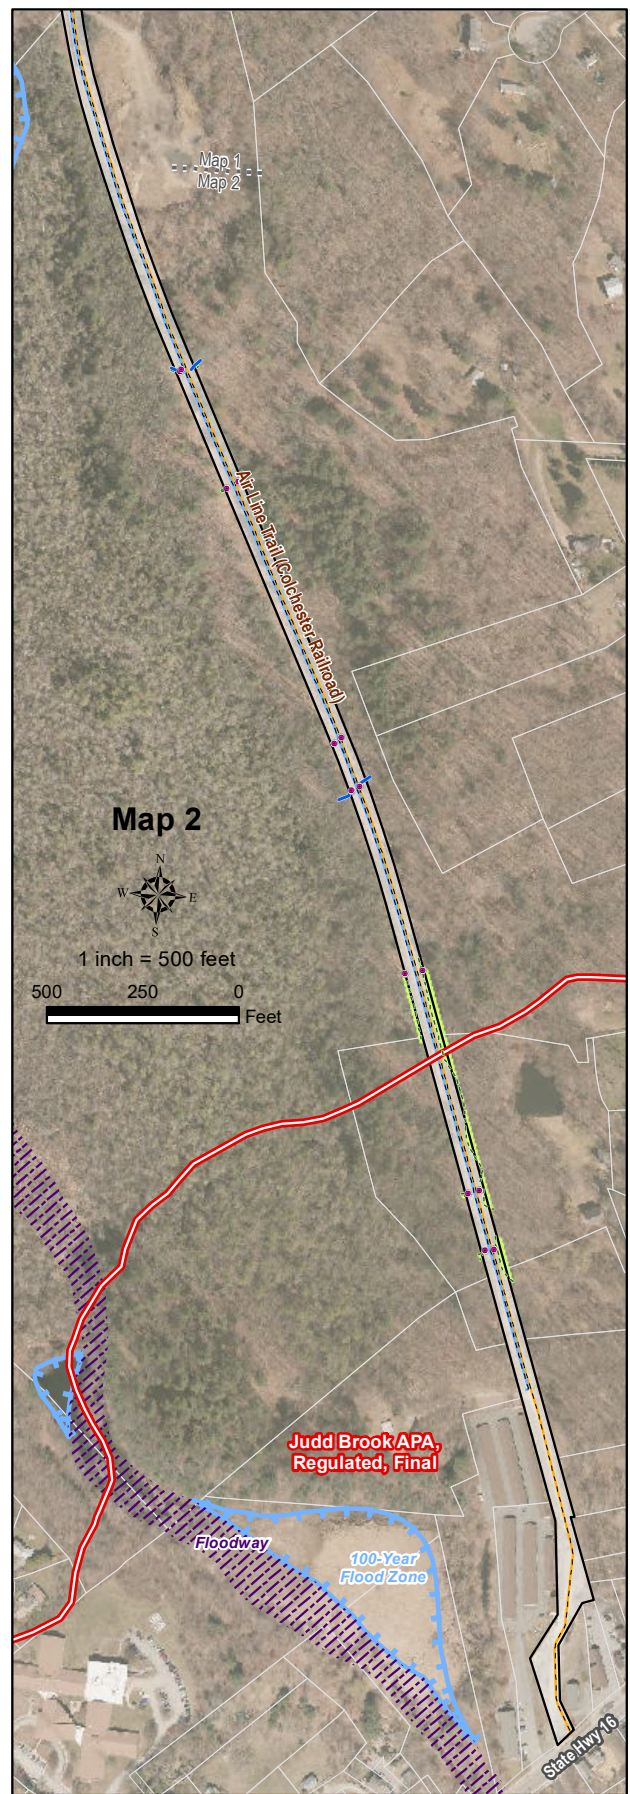 Map 1
Map 2
Air Line Trail (Colchester Railroad)
Map 2
N
W E
S
1 inch = 500 feet
500 250 0
Feet
Judd Brook APA,
Regulated, Final
Floodway
100-Year
Flood Zone
State Hwy 16